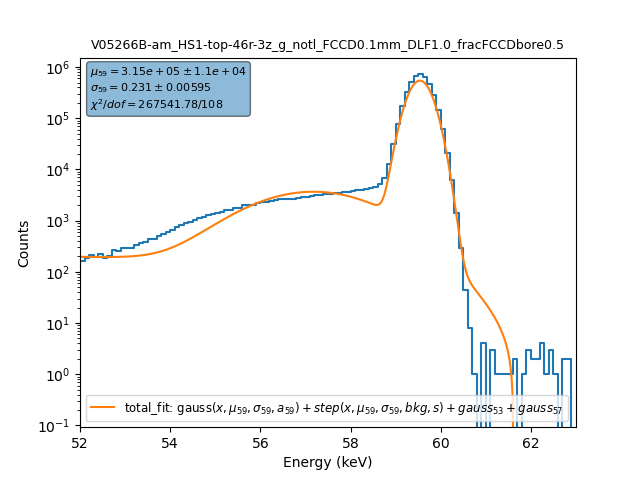 V05266B-am_HS1-top-46r-3z_g_notl_FCCD0.1mm_DLF1.0_fracFCCDbore0.5
μ₅₉ = 3.15e + 05 ± 1.1e + 04
σ₅₉ = 0.231 ± 0.00595
χ²/dof = 267541.78/108
10⁶
10⁵
10⁴
10³
10²
10¹
10⁰
10⁻¹
Counts
total_fit: gauss(x, μ₅₉, σ₅₉, a₅₉) + step(x, μ₅₉, σ₅₉, bkg, s) + gauss₅₃ + gauss₅₇
52 54 56 58 60 62
Energy (keV)